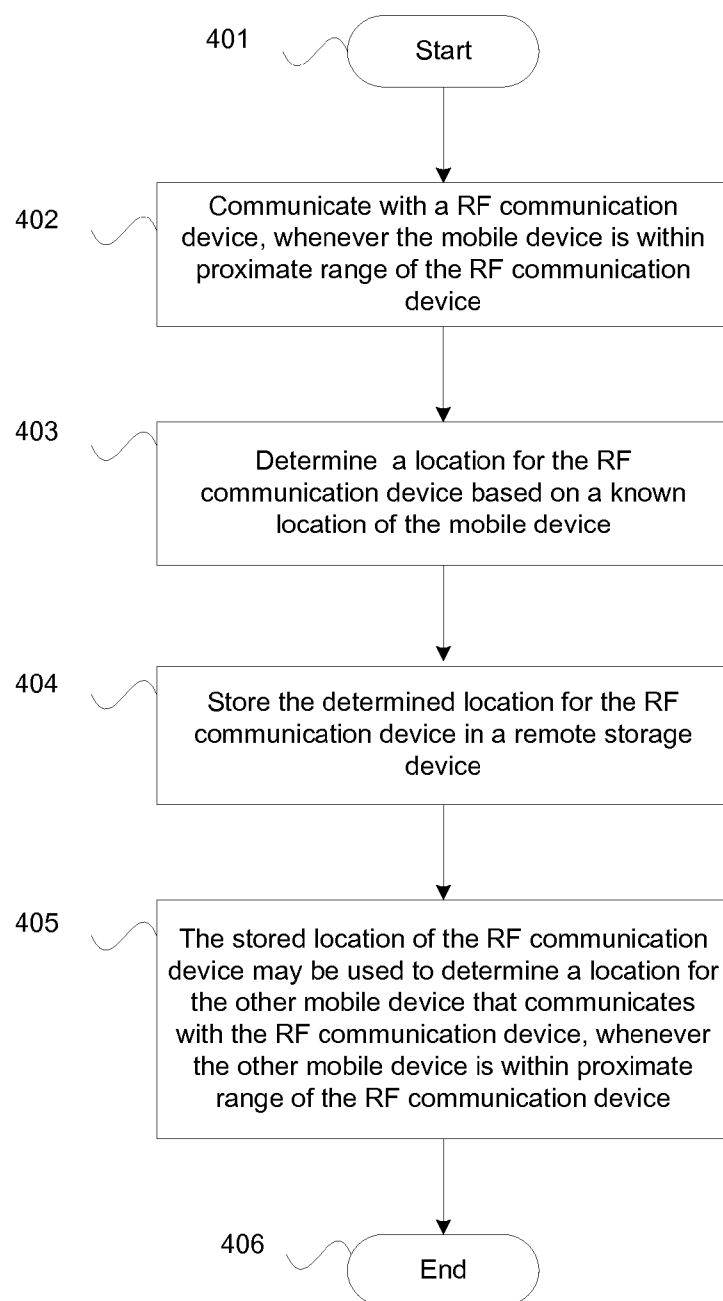 401
Start
402
Communicate with a RF communication
device, whenever the mobile device is within
proximate range of the RF communication
device
403
Determine a location for the RF
communication device based on a known
location of the mobile device
404
Store the determined location for the RF
communication device in a remote storage
device
405
The stored location of the RF communication
device may be used to determine a location for
the other mobile device that communicates
with the RF communication device, whenever
the other mobile device is within proximate
range of the RF communication device
406
End